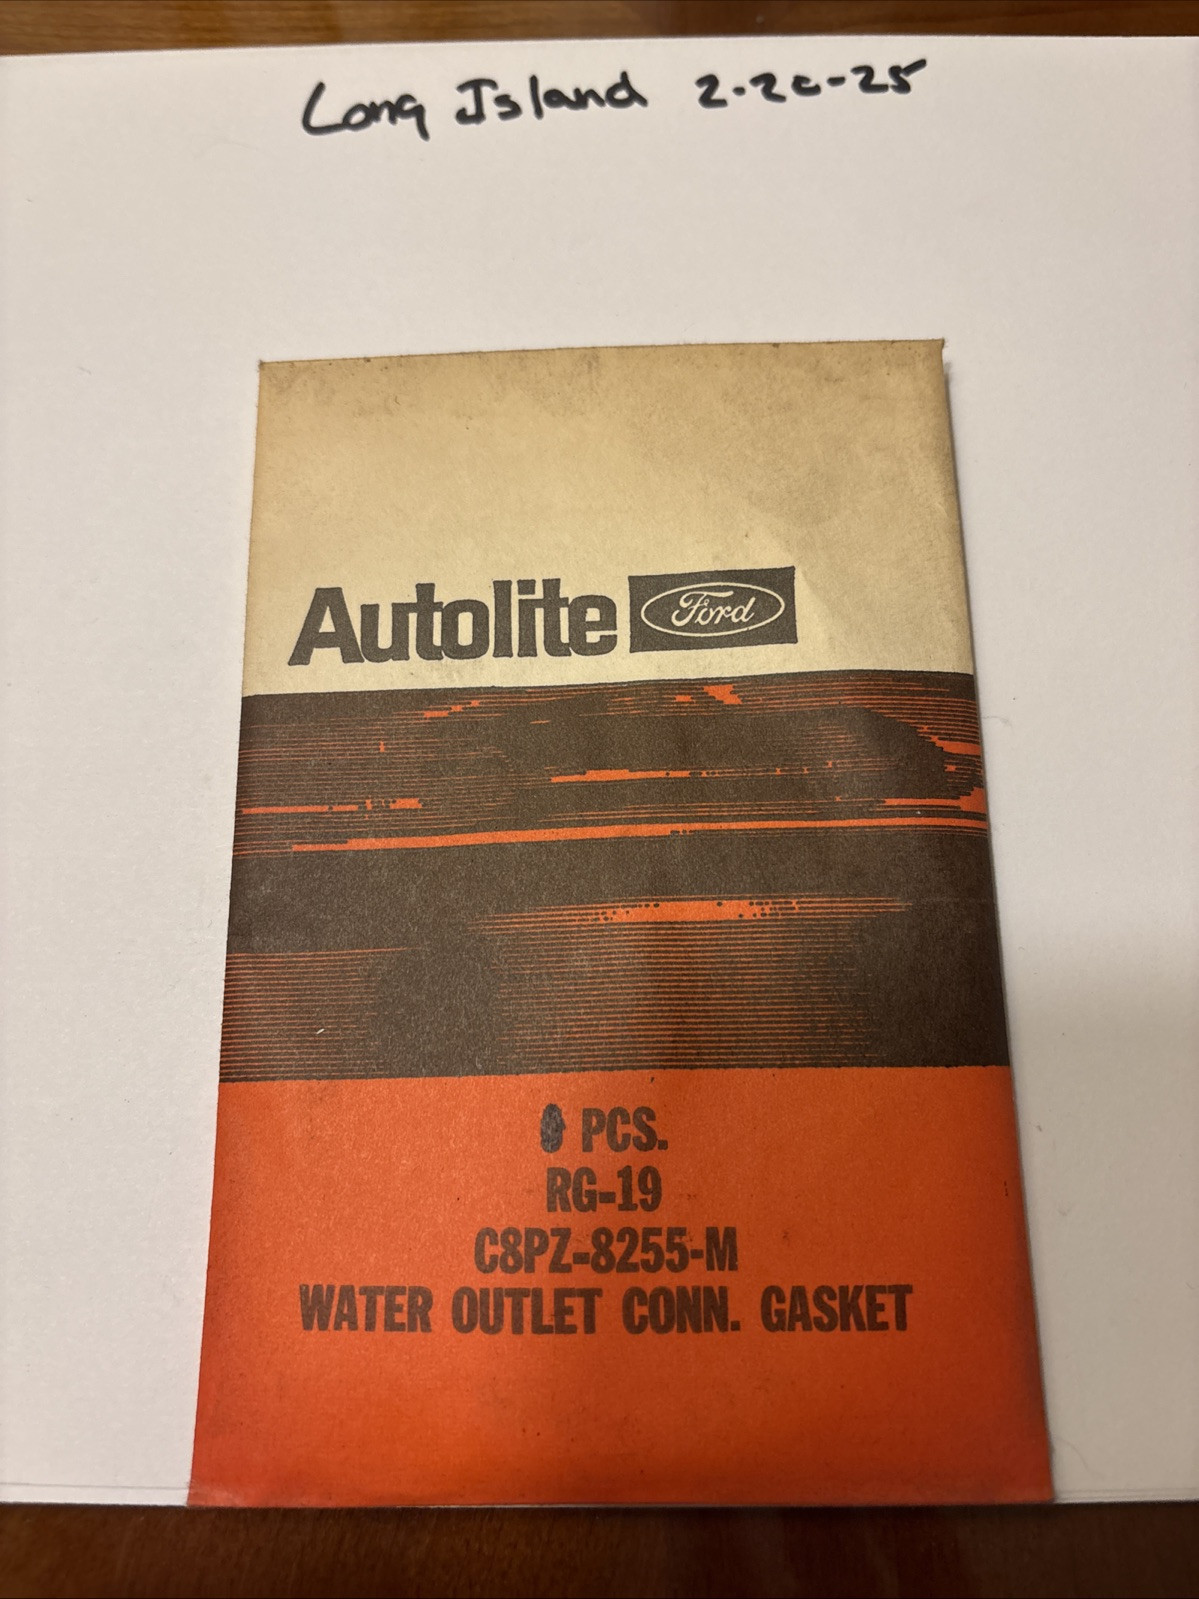 Long Island 2-20-25
Autolite Ford
PCS.
RG-19
C8PZ-8255-M
WATER OUTLET CONN. GASKET